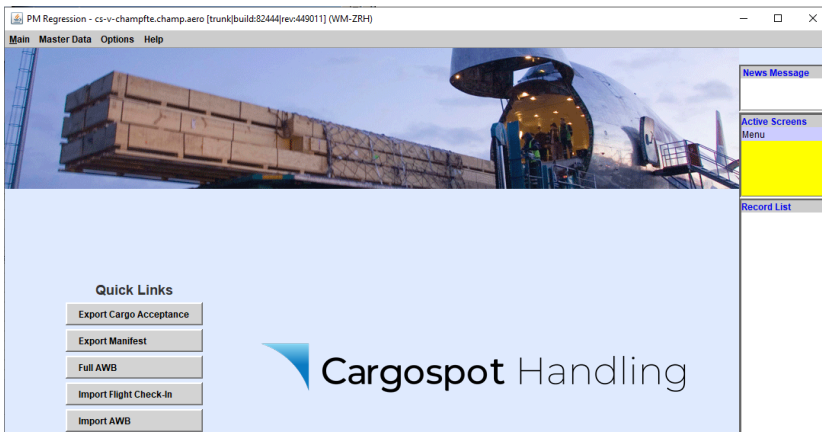 PM Regression - cs-v-champfte.champ.aero [trunk|build:82444|rev:449011] (WM-ZRH)
Main Master Data Options Help
News Message
Active Screens
Menu
Record List
Quick Links
Export Cargo Acceptance
Export Manifest
Full AWB
Import Flight Check-In
Import AWB
Cargospot Handling